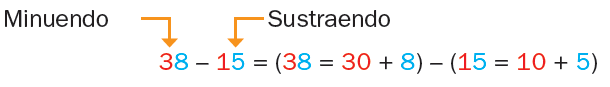 Minuendo Sustraendo
38 – 15 = (38 = 30 + 8) – (15 = 10 + 5)